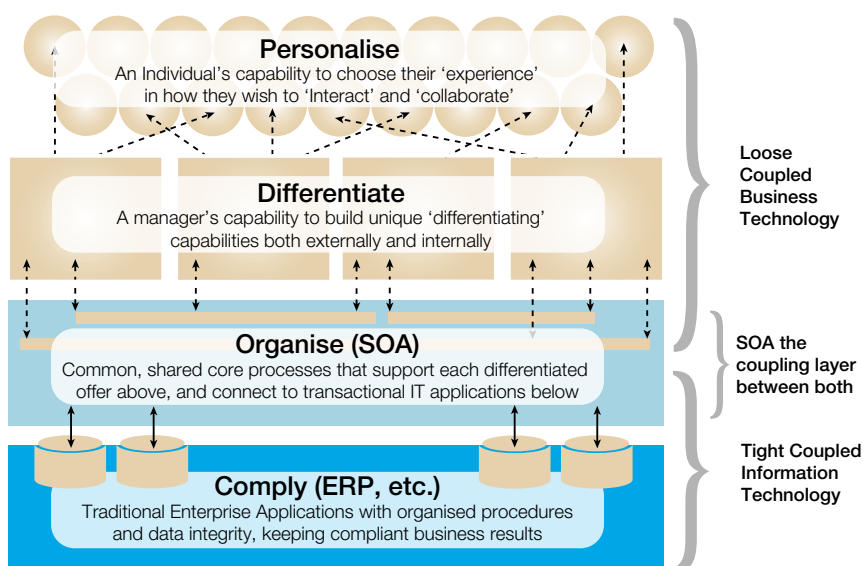 Personalise
An Individual's capability to choose their ‘experience’
in how they wish to ‘Interact’ and ‘collaborate’
Loose
Coupled
Business
Technology
Differentiate
A manager's capability to build unique ‘differentiating’
capabilities both externally and internally
Organise (SOA)
Common, shared core processes that support each differentiated
offer above, and connect to transactional IT applications below
SOA the
coupling layer
between both
Comply (ERP, etc.)
Traditional Enterprise Applications with organised procedures
and data integrity, keeping compliant business results
Tight Coupled
Information
Technology